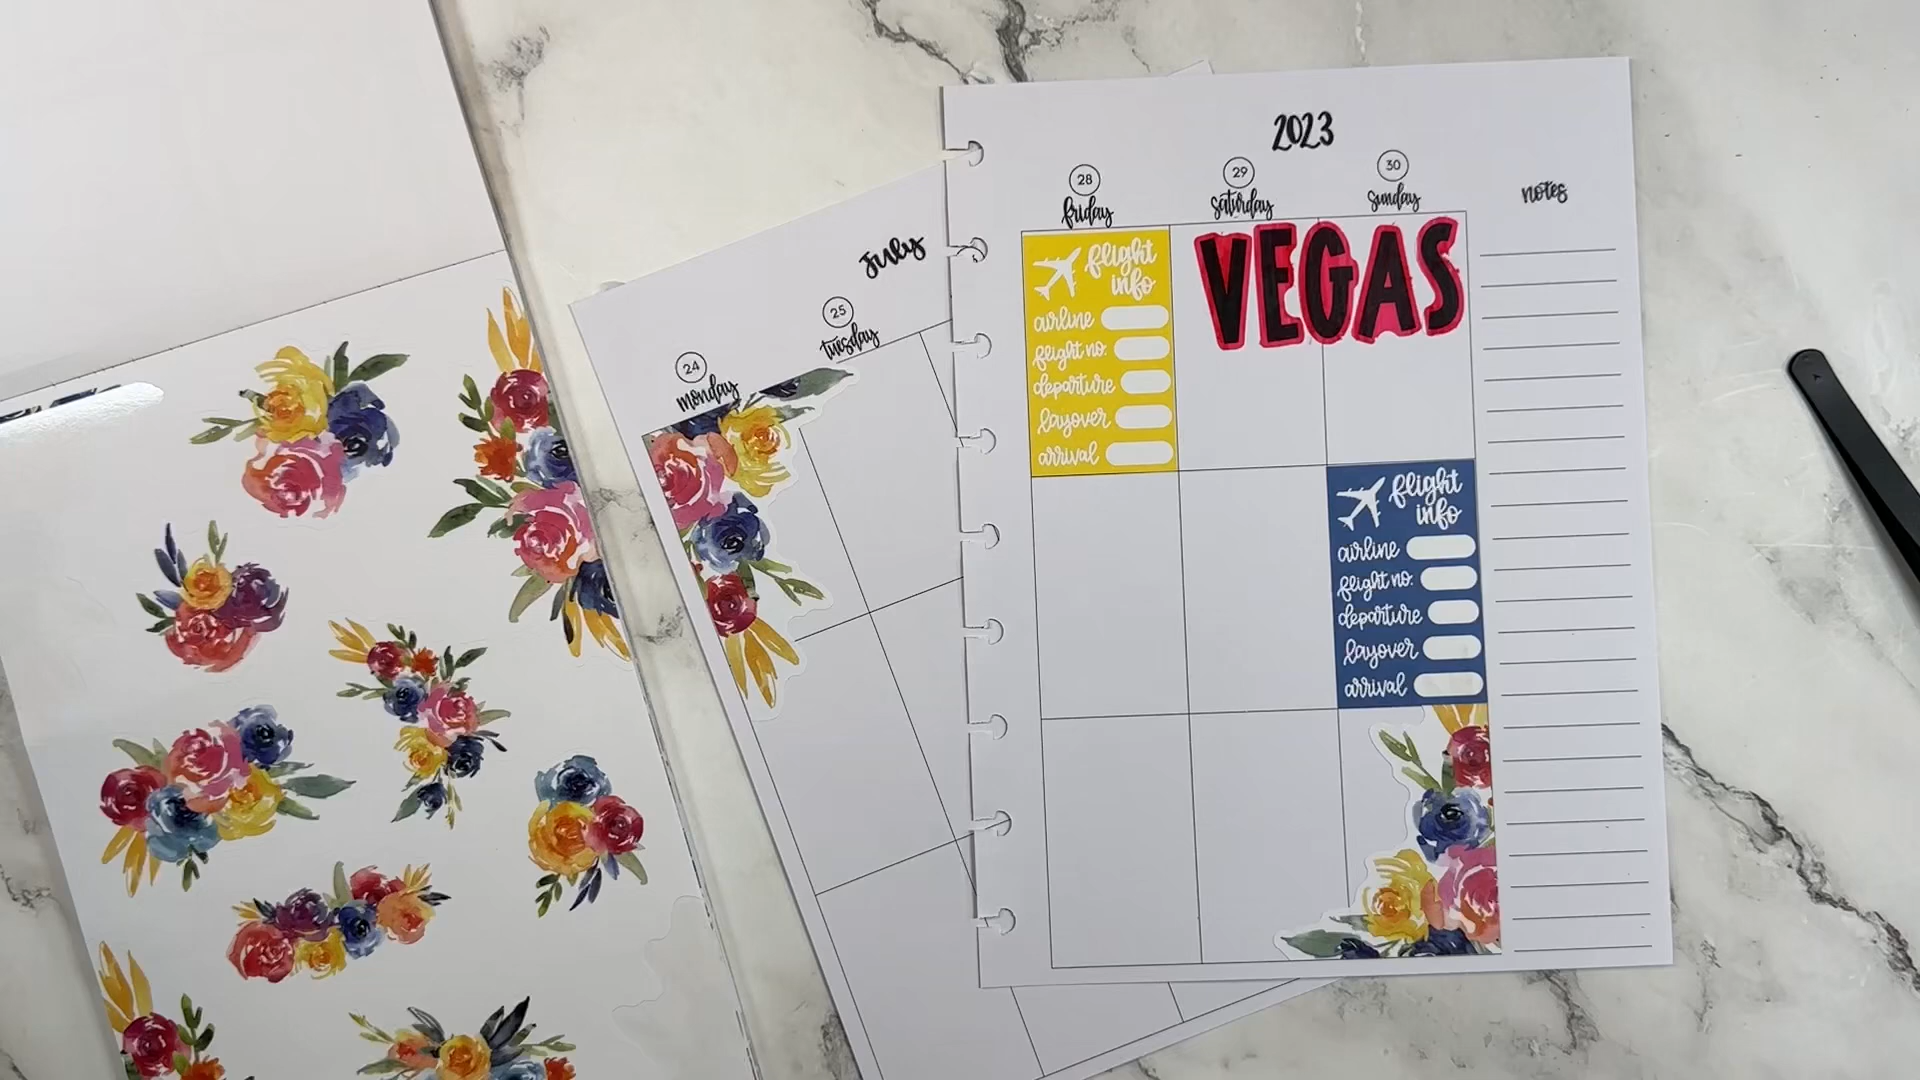 July
24
monday
25
tuesday
2023
28
friday
29
saturday
30
sunday
notes
VEGAS
flight
info
airline
flight no.
departure
layover
arrival
flight
info
airline
flight no.
departure
layover
arrival